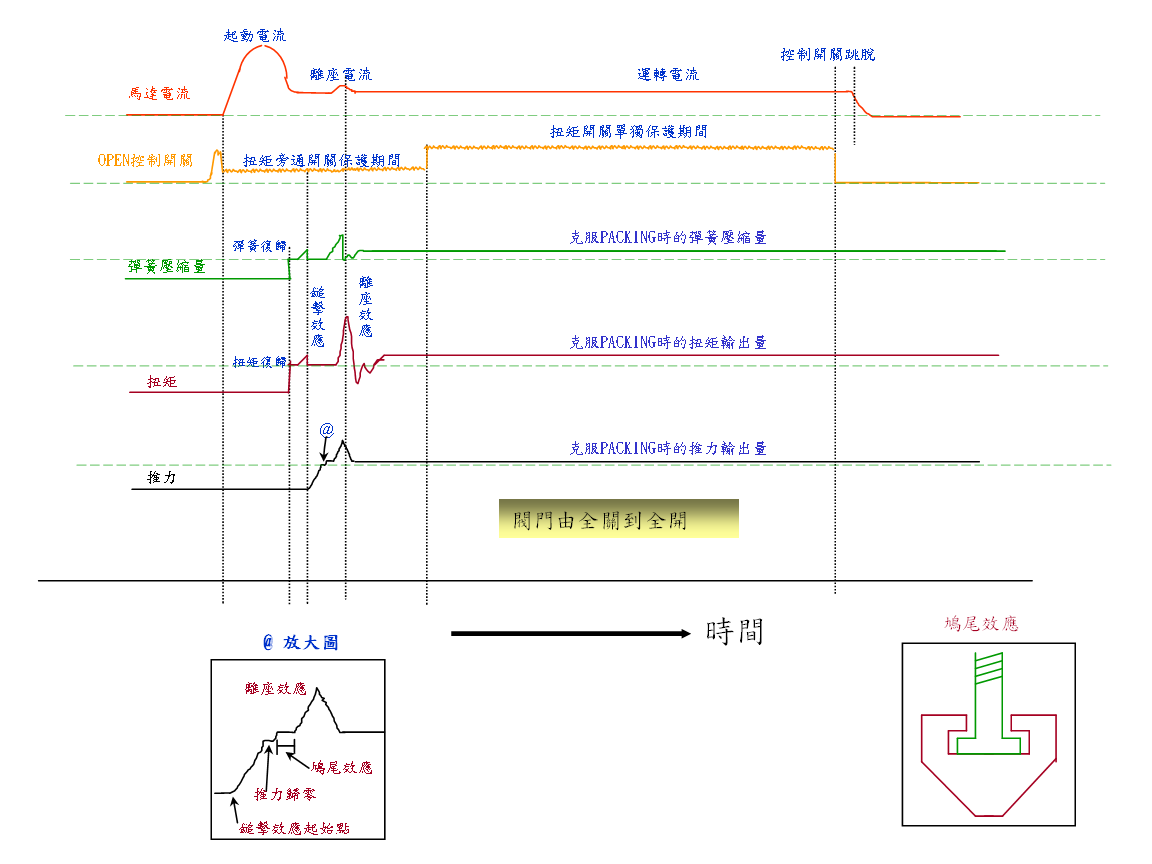 起動電流
控制開關跳脫
離座電流
運轉電流
馬達電流
扭矩開關單獨保護期間
OPEN控制開關
扭矩旁通開關保護期間
克服PACKING時的彈簧壓縮量
彈簧復歸
彈簧壓縮量
離座效應
鎚擊效應
克服PACKING時的扭矩輸出量
扭矩復歸
扭矩
@
克服PACKING時的推力輸出量
推力
閥門由全關到全開
時間
@ 放大圖
鳩尾效應
離座效應
鳩尾效應
推力歸零
鎚擊效應起始點